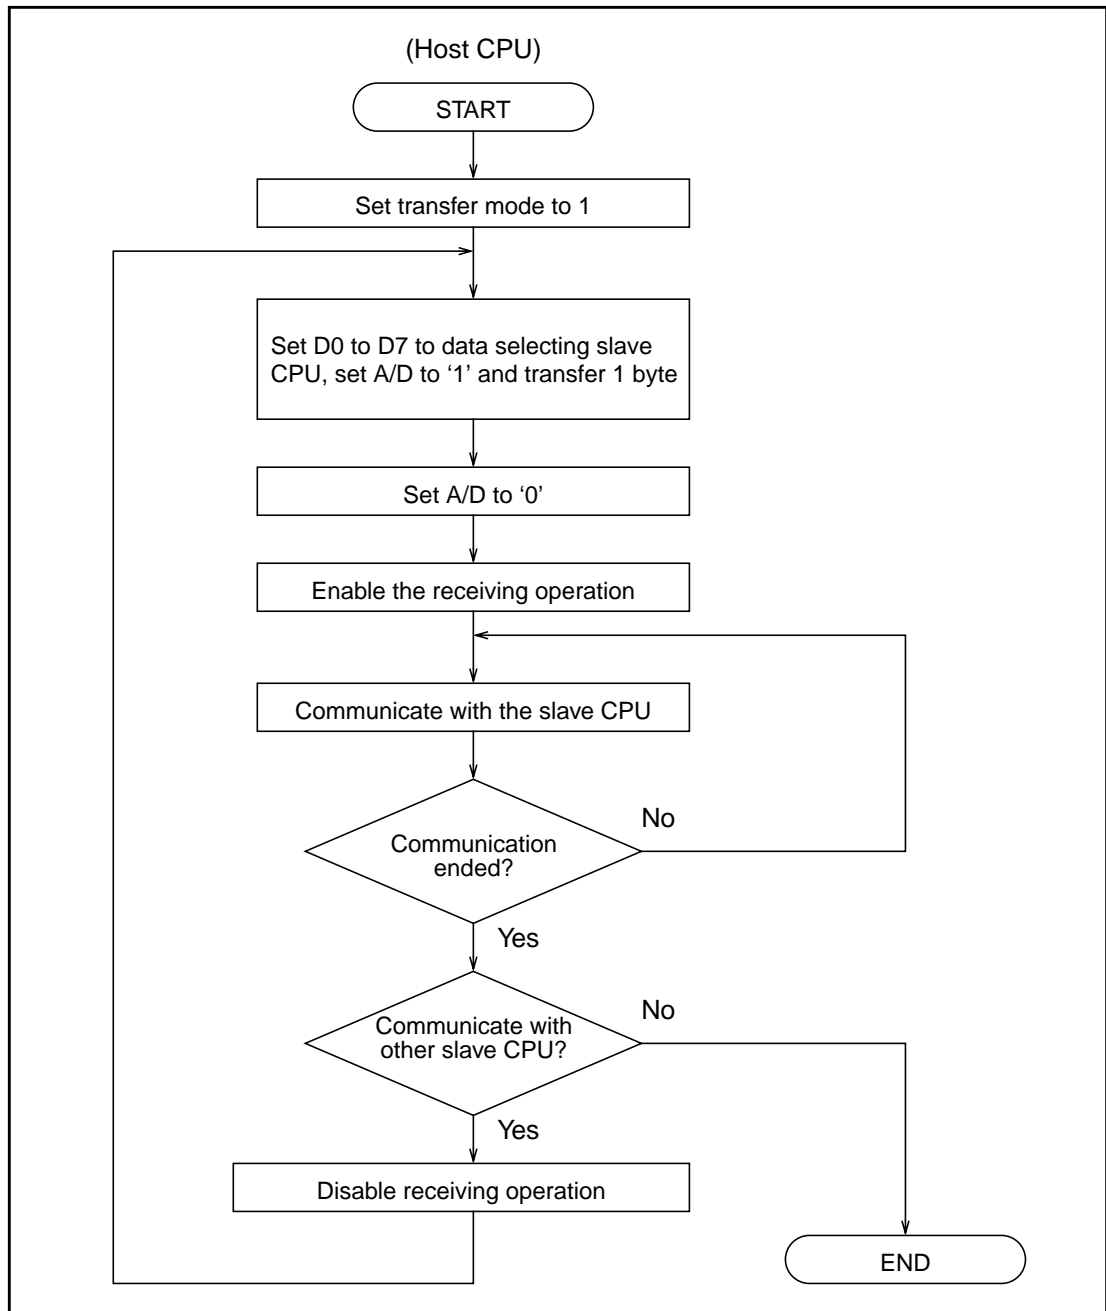 (Host CPU)
START
Set transfer mode to 1
Set D0 to D7 to data selecting slave
CPU, set A/D to ‘1’ and transfer 1 byte
Set A/D to ‘0’
Enable the receiving operation
Communicate with the slave CPU
Communication
ended?
No
Yes
Communicate with
other slave CPU?
No
Yes
Disable receiving operation
END